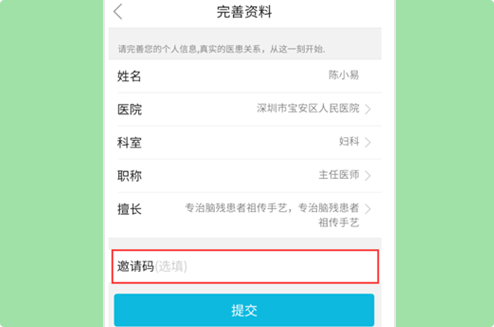 完善资料
请完善您的个人信息,真实的医患关系，从这一刻开始.
姓名 陈小易
医院 深圳市宝安区人民医院
科室 妇科
职称 主任医师
擅长 专治脑残患者祖传手艺，专治脑残患者
祖传手艺
邀请码(选填)
提交